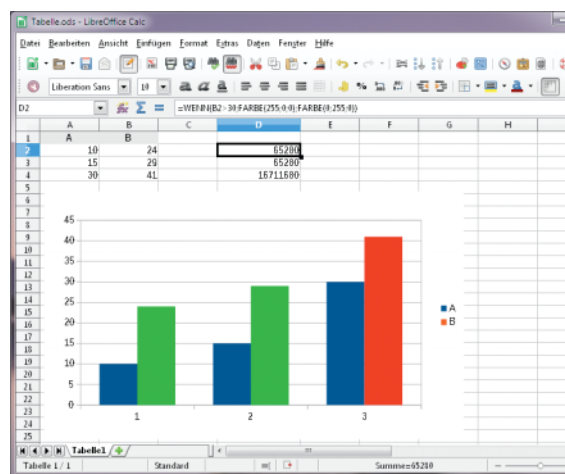 Tabelle.ods - LibreOffice Calc
Datei Bearbeiten Ansicht Einfügen Format Extras Daten Fenster Hilfe
Liberation Sans 10
D2 =WENN(B2>30;FARBE(255;0;0);FARBE(0;255;0))
A B C D E F G H
1 A B
2 10 24 65280
3 15 29 65280
4 30 41 16711680
5
6
7
8
9
10
11
12
13
14
15
16
17
18
19
20
21
22
23
24
25
45
40
35
30
25
20
15
10
5
0
1 2 3
A
B
Tabelle1
Tabelle 1 / 1 Standard Summe=65280